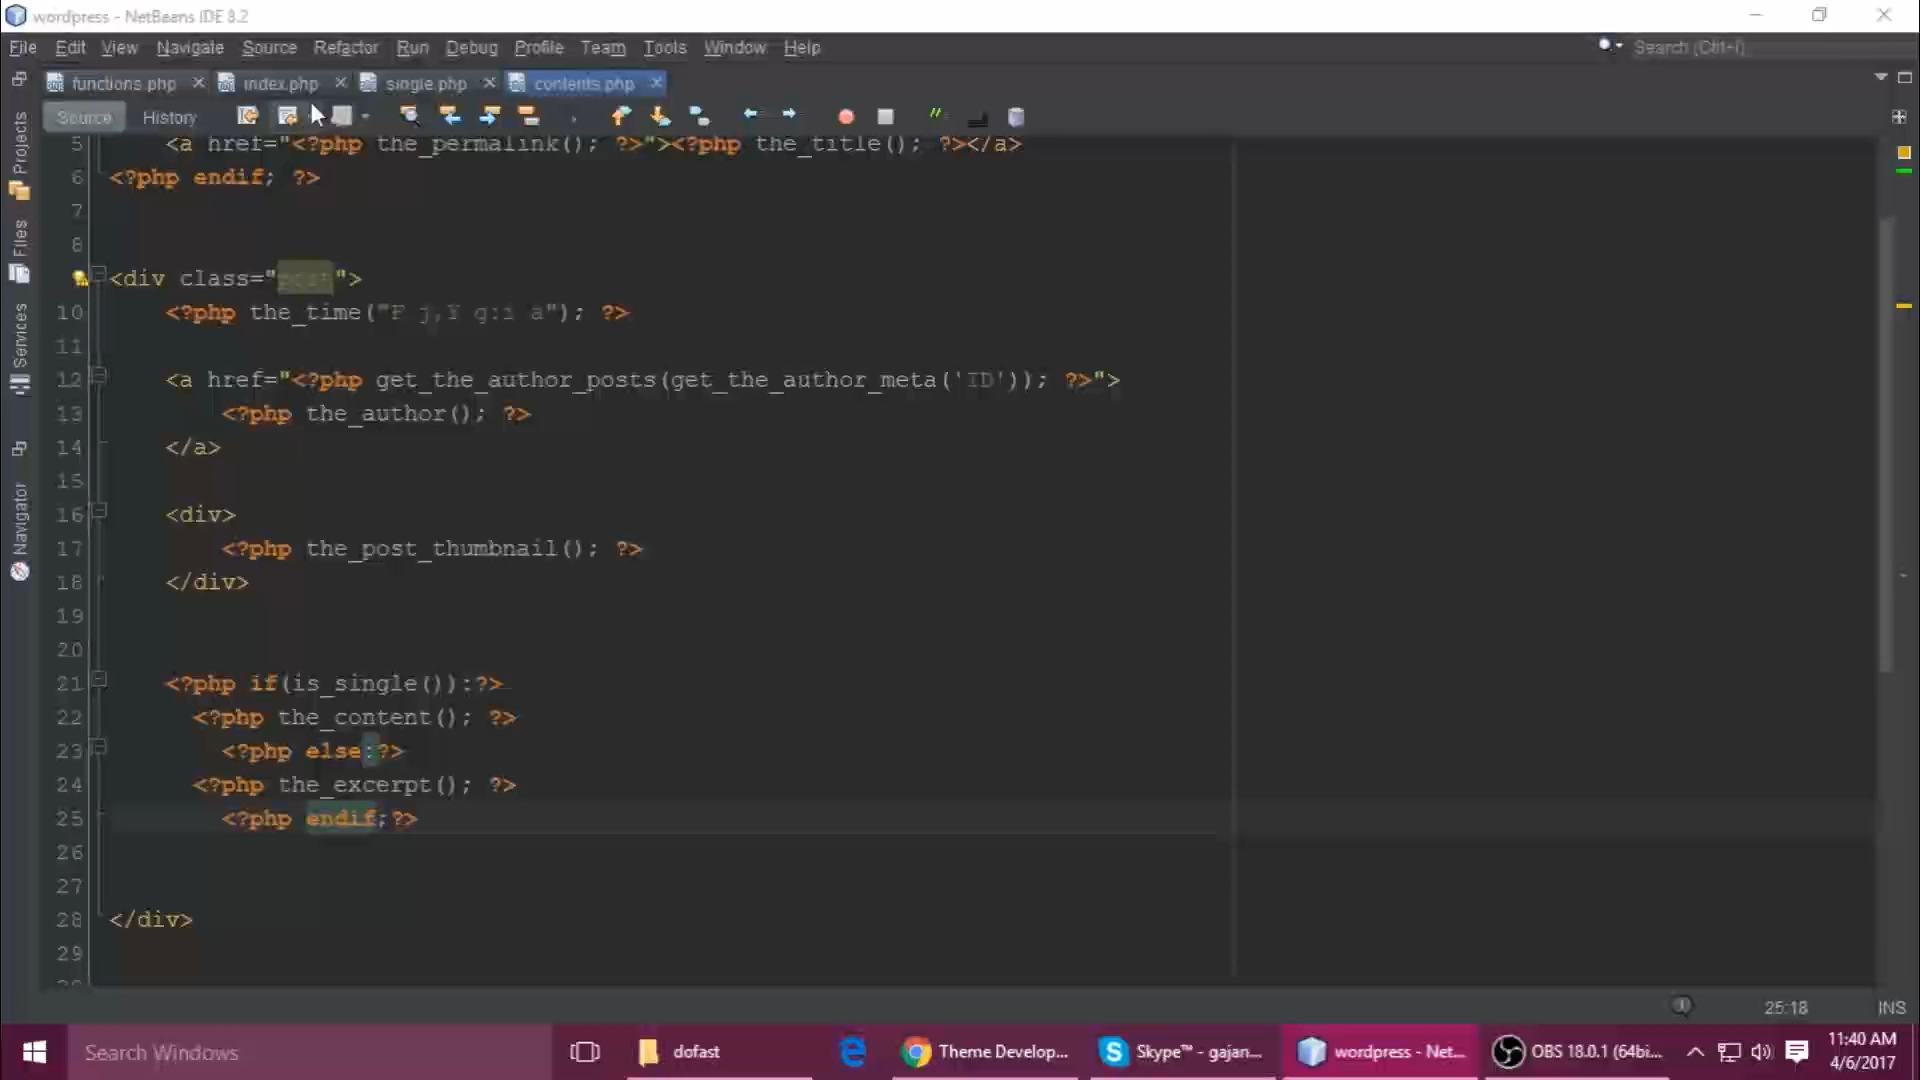 wordpress - NetBeans IDE 8.2
File Edit View Navigate Source Refactor Run Debug Profile Team Tools Window Help
Search (Ctrl+I)
functions.php index.php single.php contents.php
Source History
Projects
Files
Services
Navigator
5 <a href="<?php the_permalink(); ?>"><?php the_title(); ?></a>
6 <?php endif; ?>
7
8
<div class="post">
10 <?php the_time("F j,Y g:i a"); ?>
11
12 <a href="<?php get_the_author_posts(get_the_author_meta('ID')); ?>">
13 <?php the_author(); ?>
14 </a>
15
16 <div>
17 <?php the_post_thumbnail(); ?>
18 </div>
19
20
21 <?php if(is_single()):?>
22 <?php the_content(); ?>
23 <?php else:?>
24 <?php the_excerpt(); ?>
25 <?php endif;?>
26
27
28 </div>
29
25:18 INS
Search Windows
dofast
Theme Develop...
Skype™ - gajan...
wordpress - Net...
OBS 18.0.1 (64bi...
11:40 AM
4/6/2017